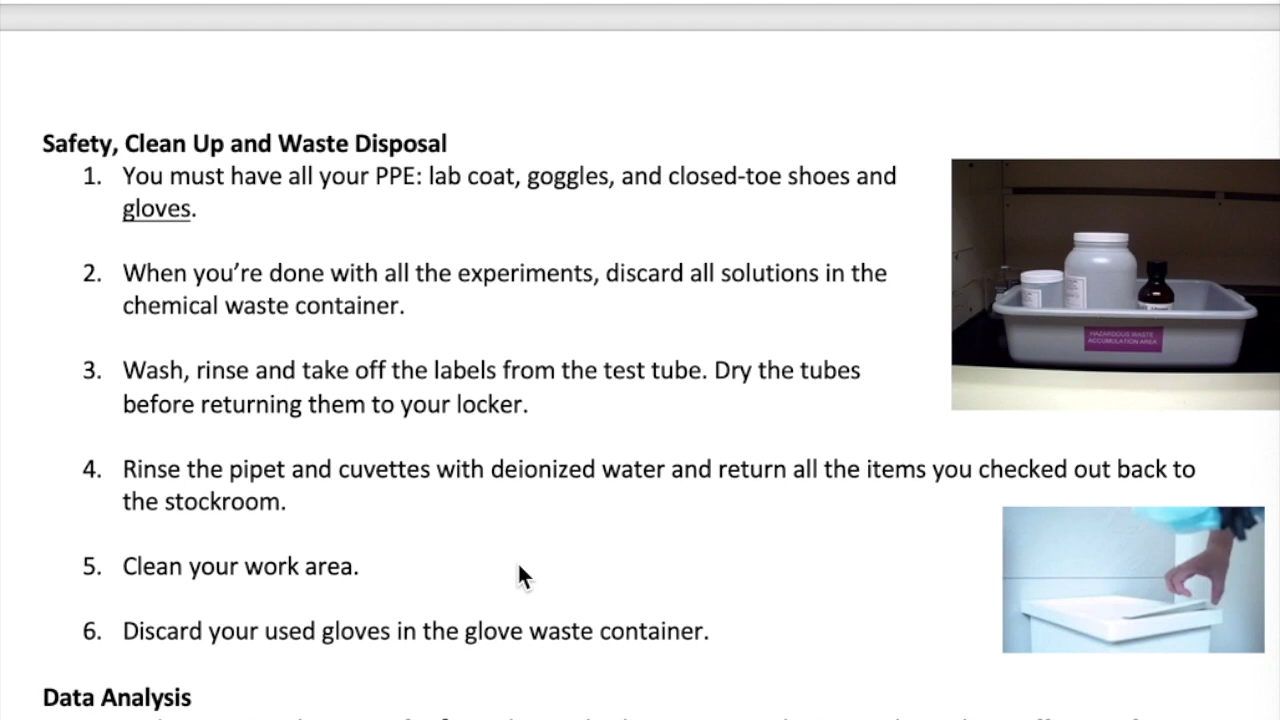 Safety, Clean Up and Waste Disposal
1. You must have all your PPE: lab coat, goggles, and closed-toe shoes and
gloves.
2. When you’re done with all the experiments, discard all solutions in the
chemical waste container.
3. Wash, rinse and take off the labels from the test tube. Dry the tubes
before returning them to your locker.
4. Rinse the pipet and cuvettes with deionized water and return all the items you checked out back to
the stockroom.
5. Clean your work area.
6. Discard your used gloves in the glove waste container.
HAZARDOUS WASTE
ACCUMULATION AREA
Data Analysis